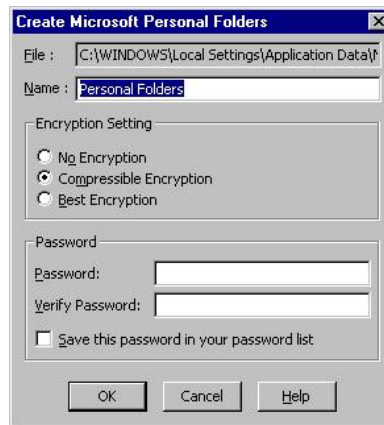 Create Microsoft Personal Folders
File : C:\WINDOWS\Local Settings\Application Data\M
Name : Personal Folders
Encryption Setting
No Encryption
Compressible Encryption
Best Encryption
Password
Password:
Verify Password:
Save this password in your password list
OK Cancel Help